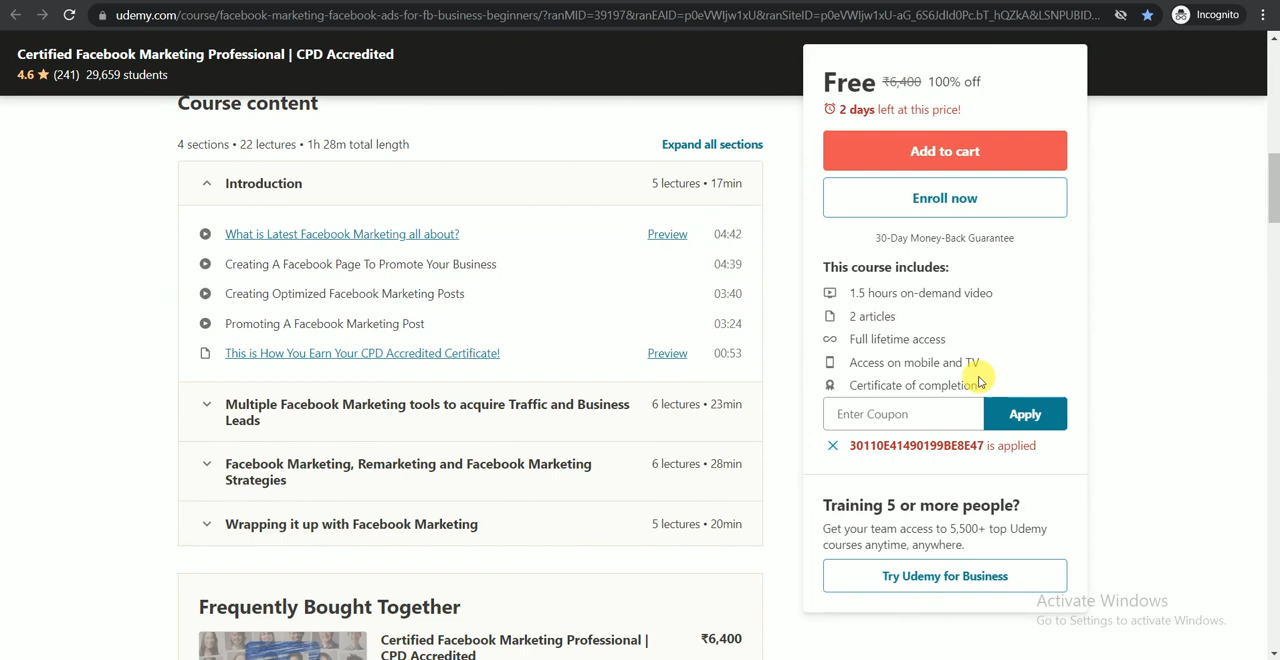 udemy.com/course/facebook-marketing-facebook-ads-for-fb-business-beginners/?ranMID=39197&ranEAID=p0eVWIjw1xU&ranSiteID=p0eVWIjw1xU-aG_6S6JdId0Pc.bT_hQZkA&LSNPUBID...
Incognito
Certified Facebook Marketing Professional | CPD Accredited
4.6 ★ (241) 29,659 students
Course content
4 sections • 22 lectures • 1h 28m total length
Expand all sections
Introduction
5 lectures • 17min
What is Latest Facebook Marketing all about?
Preview
04:42
Creating A Facebook Page To Promote Your Business
04:39
Creating Optimized Facebook Marketing Posts
03:40
Promoting A Facebook Marketing Post
03:24
This is How You Earn Your CPD Accredited Certificate!
Preview
00:53
Multiple Facebook Marketing tools to acquire Traffic and Business
Leads
6 lectures • 23min
Facebook Marketing, Remarketing and Facebook Marketing
Strategies
6 lectures • 28min
Wrapping it up with Facebook Marketing
5 lectures • 20min
Frequently Bought Together
Certified Facebook Marketing Professional |
CPD Accredited
₹6,400
Free ₹6,400 100% off
2 days left at this price!
Add to cart
Enroll now
30-Day Money-Back Guarantee
This course includes:
1.5 hours on-demand video
2 articles
Full lifetime access
Access on mobile and TV
Certificate of completion
Enter Coupon
Apply
30110E41490199BE8E47 is applied
Training 5 or more people?
Get your team access to 5,500+ top Udemy
courses anytime, anywhere.
Try Udemy for Business
Activate Windows
Go to Settings to activate Windows.